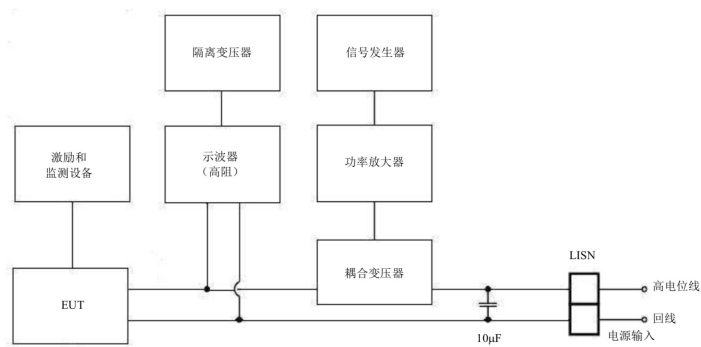 隔离变压器
信号发生器
激励和
监测设备
示波器
（高阻）
功率放大器
LISN
耦合变压器
高电位线
EUT
回线
10μF
电源输入